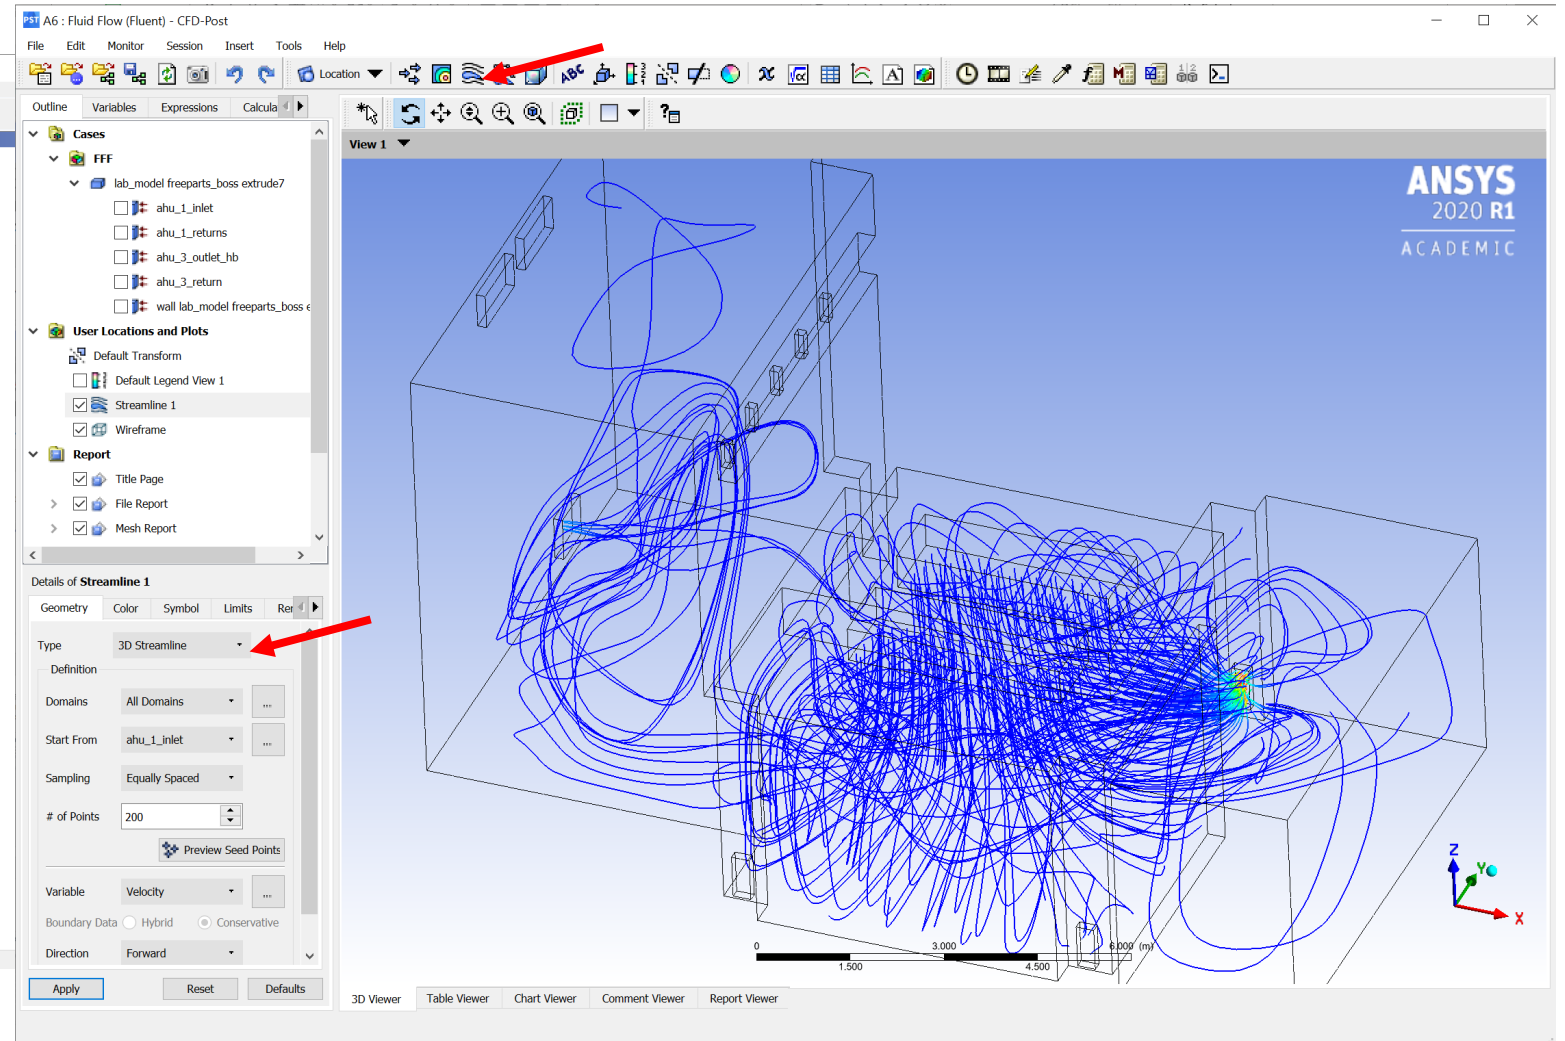 PST A6 : Fluid Flow (Fluent) - CFD-Post
File Edit Monitor Session Insert Tools Help
Location
ABC
A
Outline Variables Expressions Calcula
Cases
FFF
lab_model freeparts_boss extrude7
ahu_1_inlet
ahu_1_returns
ahu_3_outlet_hb
ahu_3_return
wall lab_model freeparts_boss e
User Locations and Plots
Default Transform
Default Legend View 1
Streamline 1
Wireframe
Report
Title Page
File Report
Mesh Report
Details of Streamline 1
Geometry Color Symbol Limits Rer
Type 3D Streamline
Definition
Domains All Domains ...
Start From ahu_1_inlet ...
Sampling Equally Spaced
# of Points 200
Preview Seed Points
Variable Velocity ...
Boundary Data Hybrid Conservative
Direction Forward
Apply Reset Defaults
View 1
ANSYS
2020 R1
ACADEMIC
Z
Y
X
0 3.000 6.000 (m)
1.500 4.500
3D Viewer Table Viewer Chart Viewer Comment Viewer Report Viewer